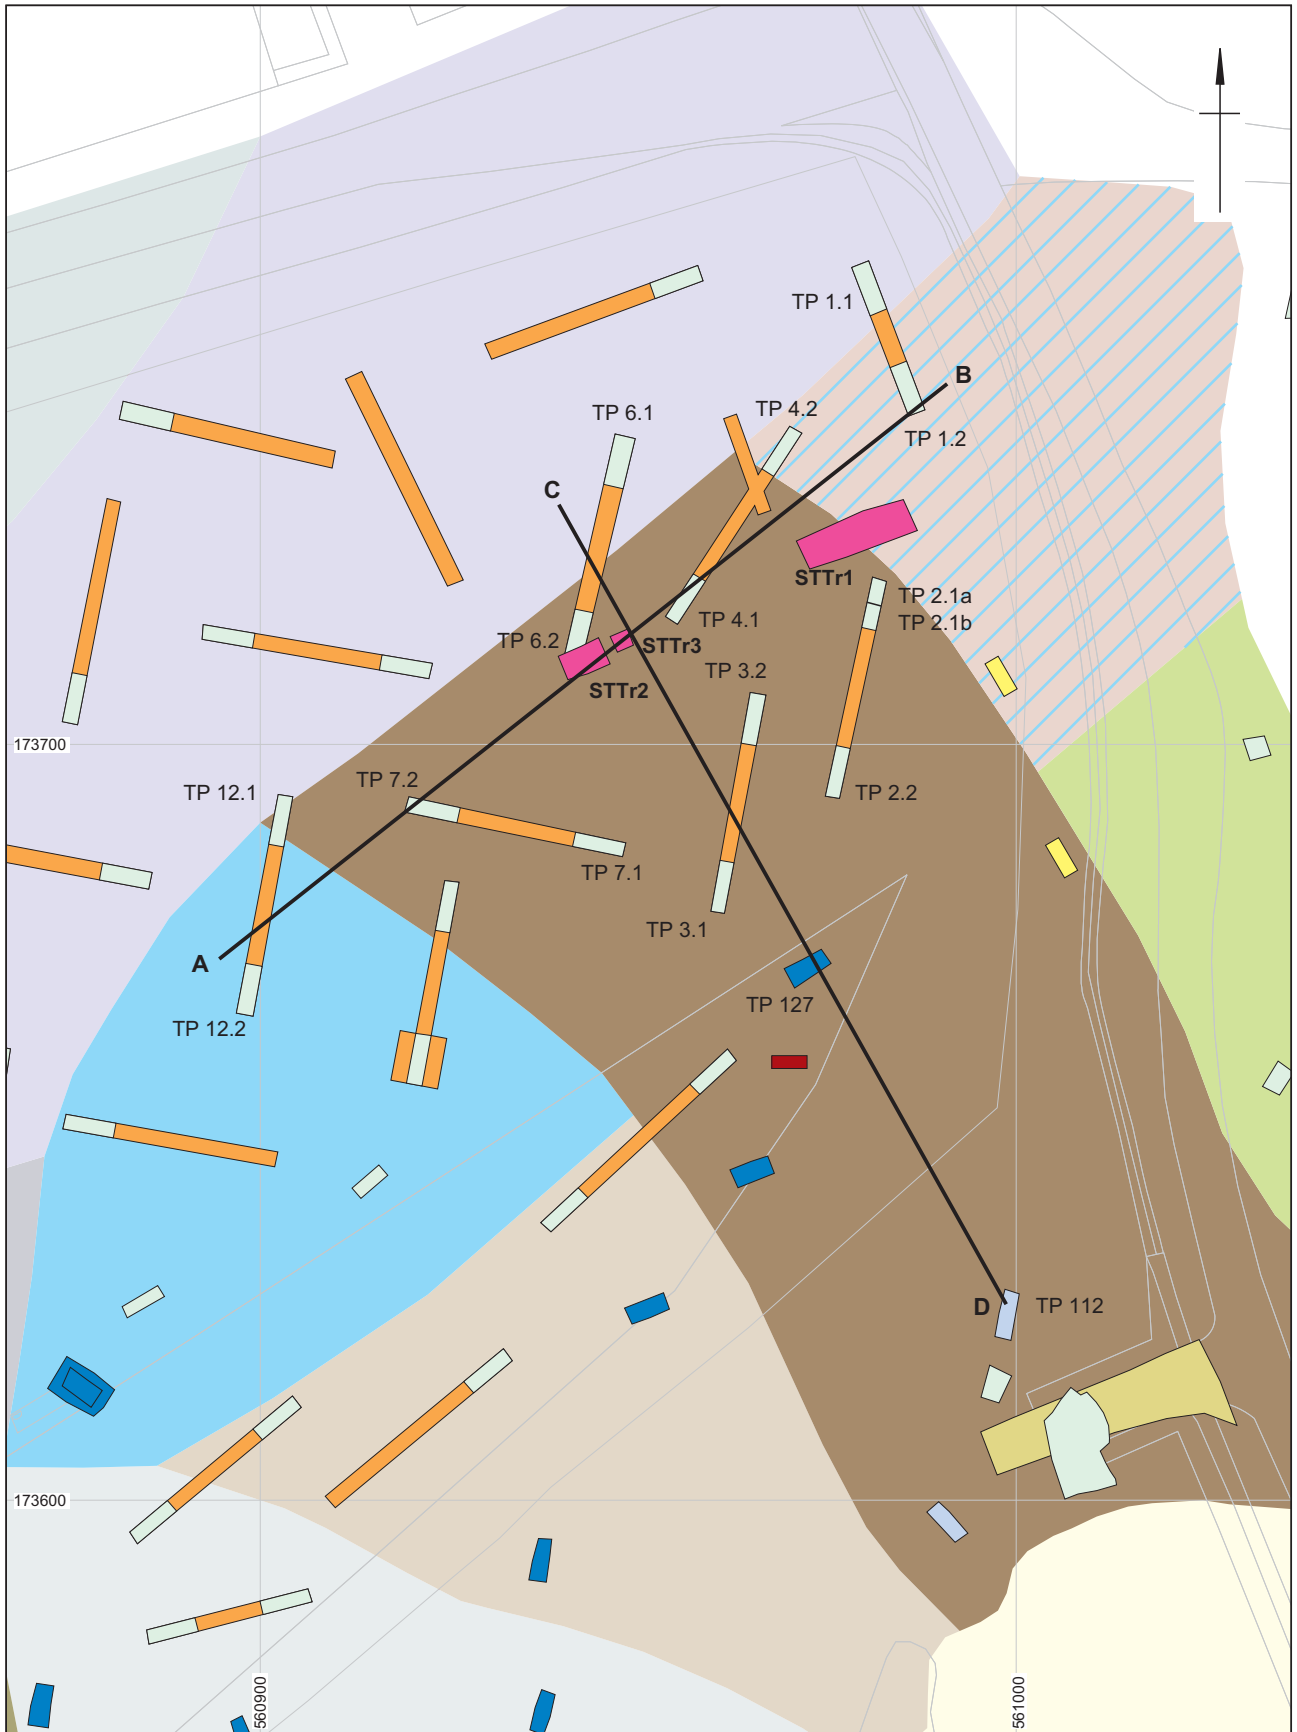 TP 1.1
B
TP 6.1
TP 4.2
TP 1.2
C
STTr1
TP 2.1a
TP 4.1
TP 2.1b
TP 6.2
STTr3
TP 3.2
STTr2
173700
TP 7.2
TP 12.1
TP 2.2
TP 7.1
TP 3.1
A
TP 127
TP 12.2
D
TP 112
173600
560900
561000